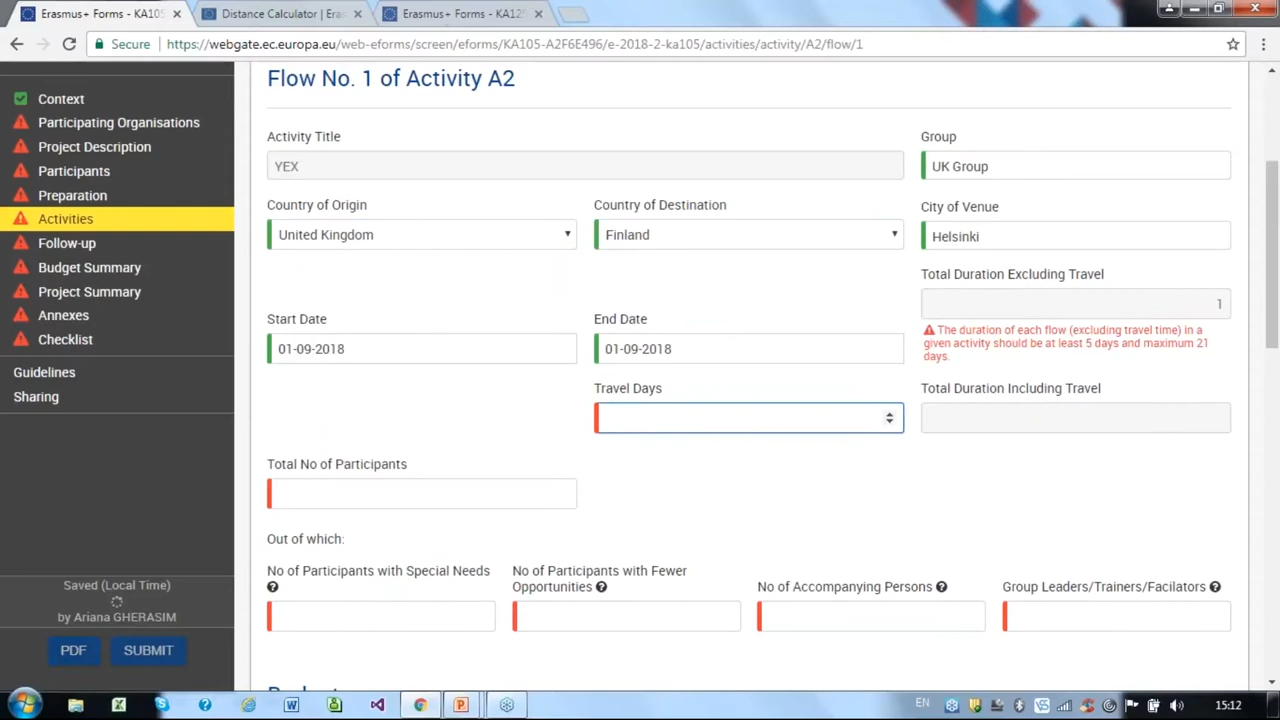 Erasmus+ Forms - KA105
Distance Calculator | Eras
Erasmus+ Forms - KA12
Secure
https://webgate.ec.europa.eu/web-eforms/screen/eforms/KA105-A2F6E496/e-2018-2-ka105/activities/activity/A2/flow/1
Context
Participating Organisations
Project Description
Participants
Preparation
Activities
Follow-up
Budget Summary
Project Summary
Annexes
Checklist
Guidelines
Sharing
Saved (Local Time)
by Ariana GHERASIM
PDF
SUBMIT
Flow No. 1 of Activity A2
Activity Title
Group
YEX
UK Group
Country of Origin
Country of Destination
City of Venue
United Kingdom
Finland
Helsinki
Total Duration Excluding Travel
1
The duration of each flow (excluding travel time) in a
given activity should be at least 5 days and maximum 21
days.
Start Date
End Date
01-09-2018
01-09-2018
Travel Days
Total Duration Including Travel
Total No of Participants
Out of which:
No of Participants with Special Needs
No of Participants with Fewer
Opportunities
No of Accompanying Persons
Group Leaders/Trainers/Facilators
EN
15:12